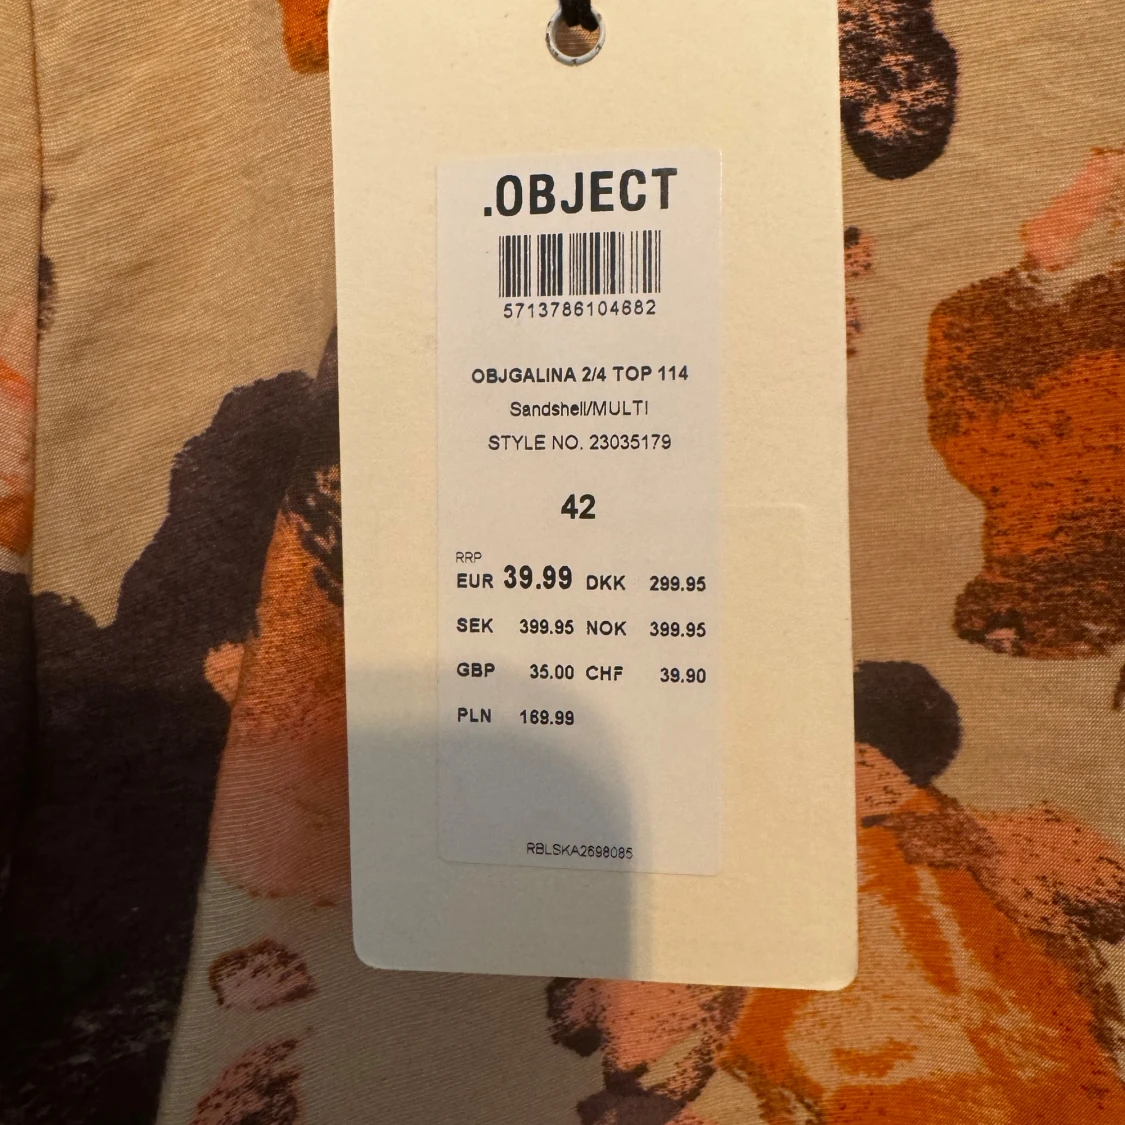 .OBJECT
5713786104682
OBJGALINA 2/4 TOP 114
Sandshell/MULTI
STYLE NO. 23035179
42
RRP
EUR 39.99 DKK 299.95
SEK 399.95 NOK 399.95
GBP 35.00 CHF 39.90
PLN 169.99
RBLSKA2698085